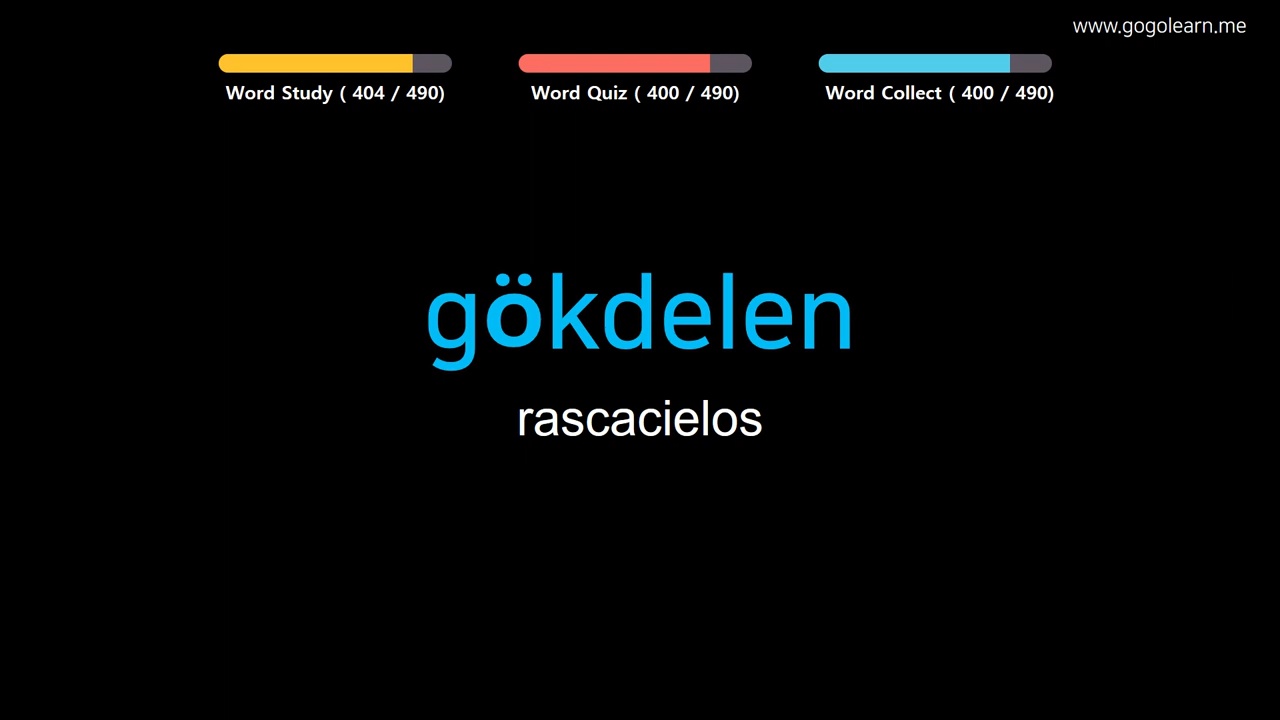 www.gogolearn.me
Word Study ( 404 / 490)
Word Quiz ( 400 / 490)
Word Collect ( 400 / 490)
gökdelen
rascacielos